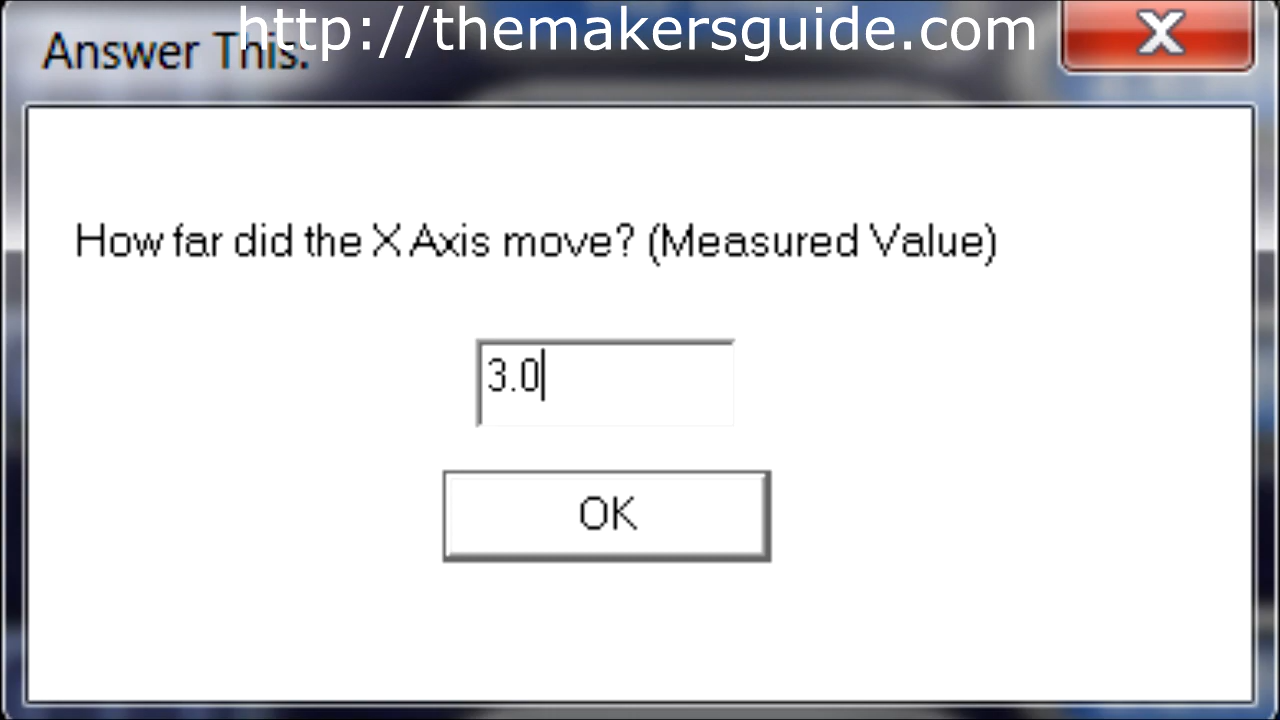 http://themakersguide.com
Answer This:
X
How far did the X Axis move? (Measured Value)
3.0
OK